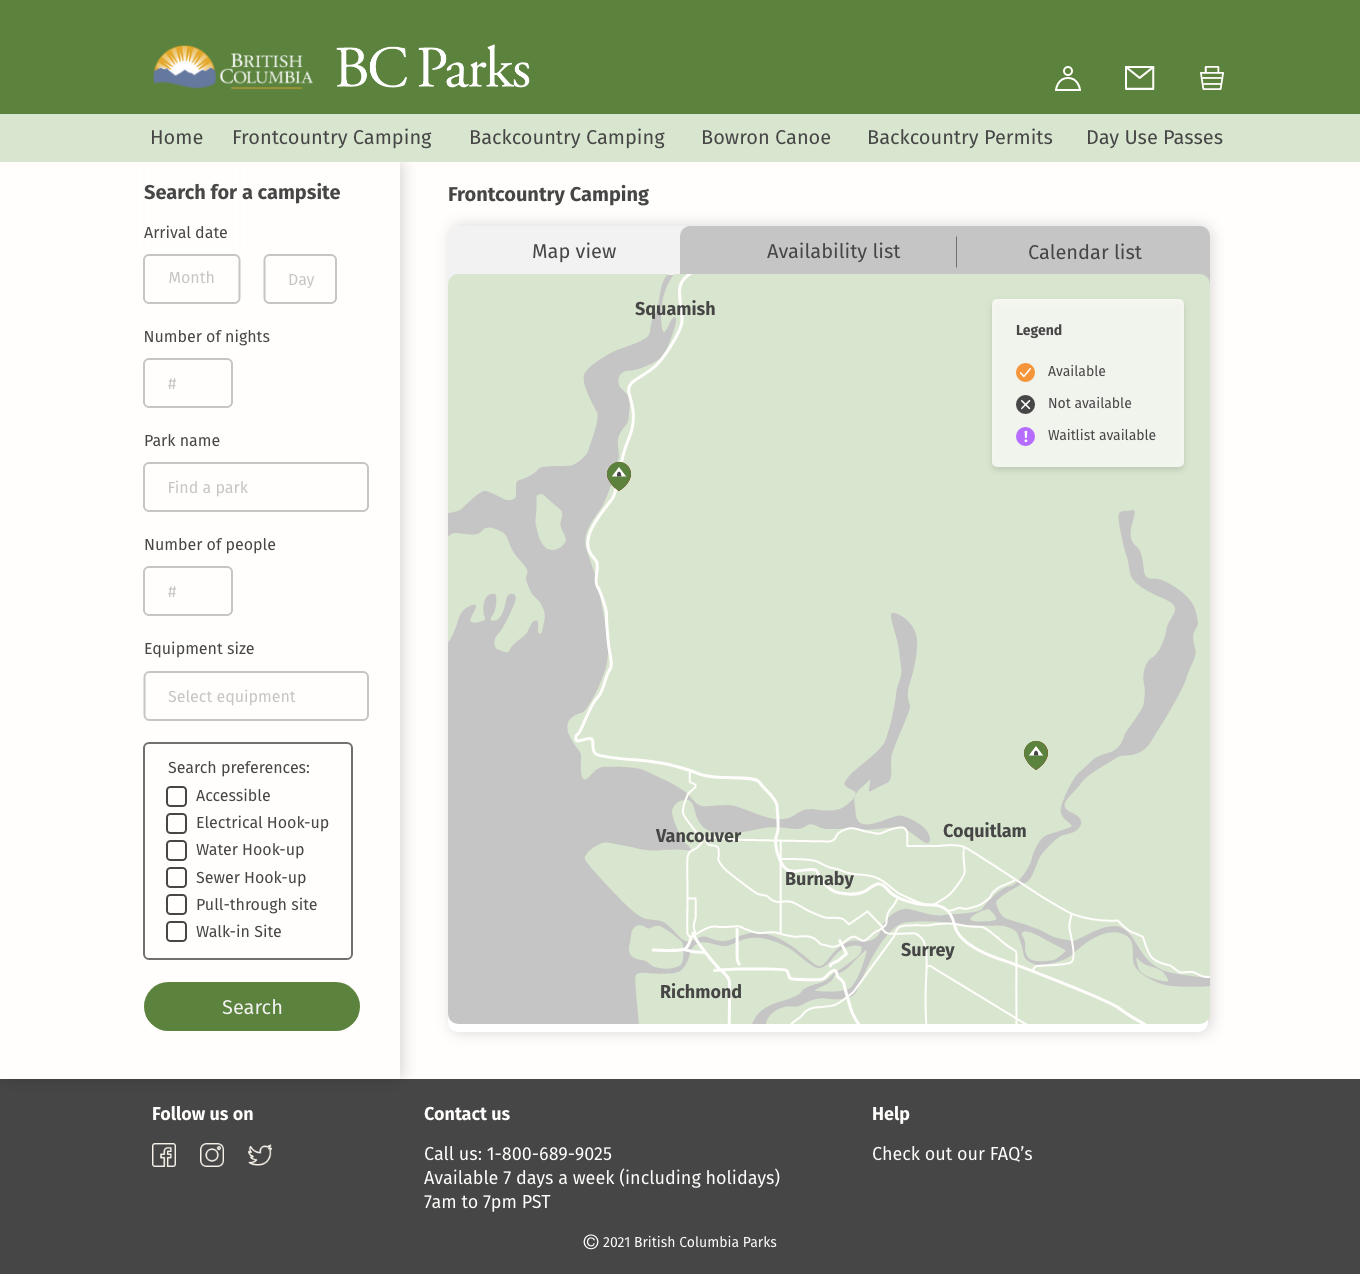 BRITISH
COLUMBIA
BC Parks
Home Frontcountry Camping Backcountry Camping Bowron Canoe Backcountry Permits Day Use Passes
Search for a campsite
Arrival date
Month Day
Number of nights
#
Park name
Find a park
Number of people
#
Equipment size
Select equipment
Search preferences:
Accessible
Electrical Hook-up
Water Hook-up
Sewer Hook-up
Pull-through site
Walk-in Site
Search
Frontcountry Camping
Map view Availability list Calendar list
Squamish
Legend
Available
Not available
Waitlist available
Vancouver
Coquitlam
Burnaby
Surrey
Richmond
Follow us on
Contact us
Call us: 1-800-689-9025
Available 7 days a week (including holidays)
7am to 7pm PST
Help
Check out our FAQ’s
© 2021 British Columbia Parks